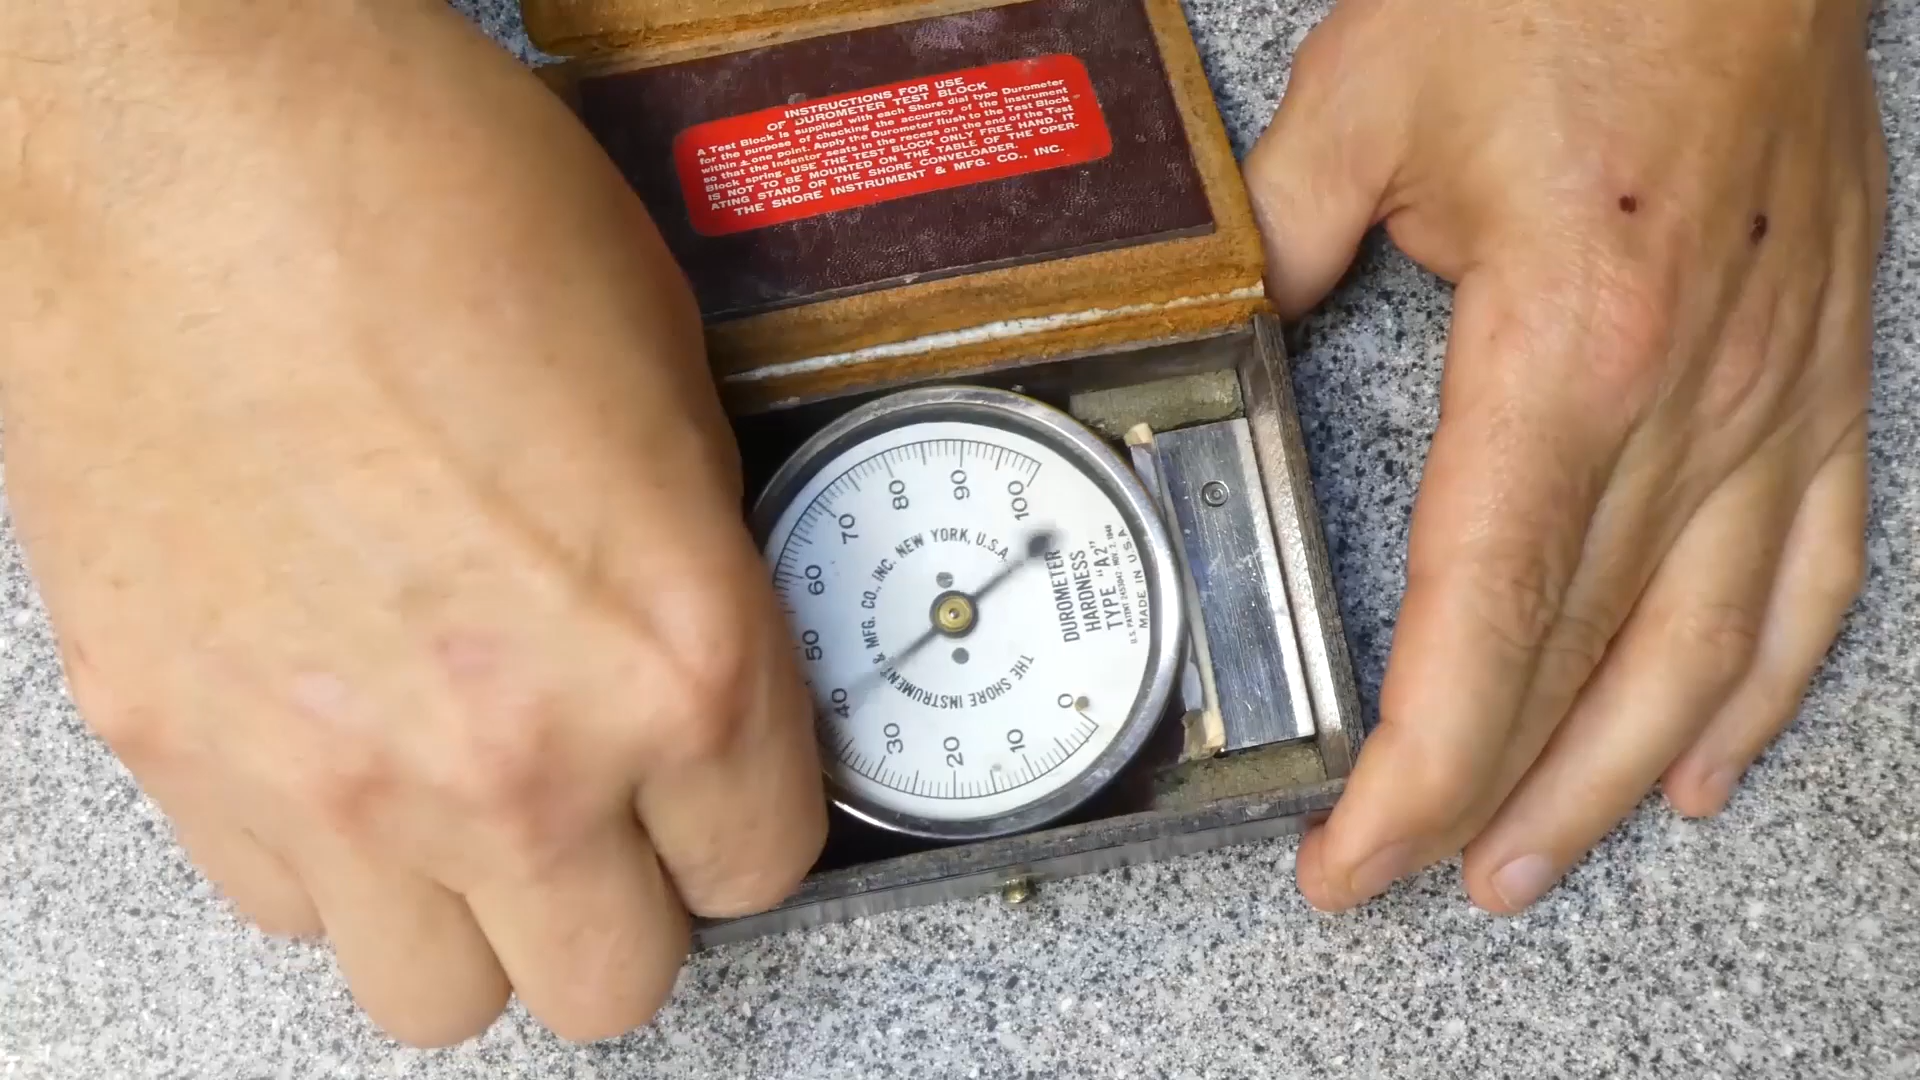 INSTRUCTIONS FOR USE
OF DUROMETER TEST BLOCK
A Test Block is supplied with each Shore dial type Durometer
for the purpose of checking the accuracy of the instrument
within ± one point. Apply the Durometer flush to the Test Block
so that the Indentor seats in the recess on the end of the Test
Block spring. USE THE TEST BLOCK ONLY FREE HAND. IT
IS NOT TO BE MOUNTED ON THE TABLE OF THE OPER-
ATING STAND OR THE SHORE CONVELOADER.
THE SHORE INSTRUMENT & MFG. CO., INC.
0
10
20
30
40
50
60
70
80
90
100
THE SHORE INSTRUMENT & MFG. CO., INC. NEW YORK, U.S.A.
DUROMETER
HARDNESS
TYPE "A2"
U.S. PATENT
MADE IN U.S.A.